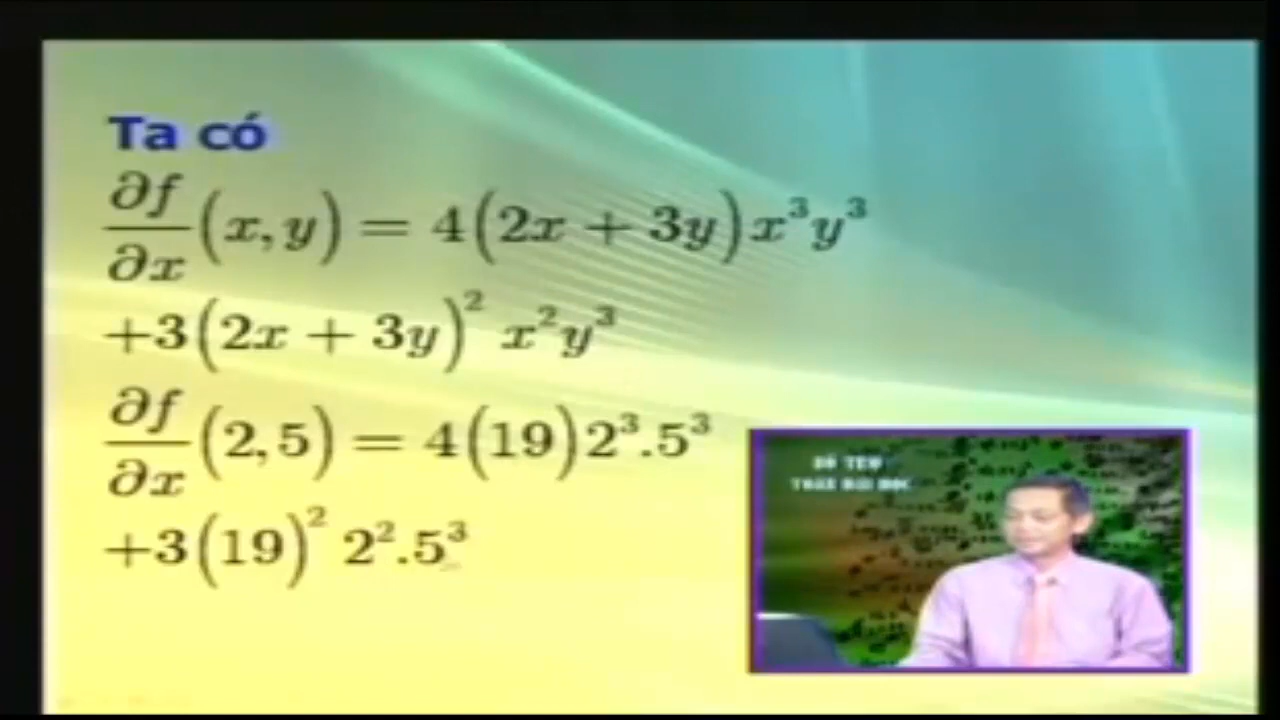 Ta có
∂f/∂x (x, y) = 4(2x + 3y)x³y³
+3(2x + 3y)² x²y³
∂f/∂x (2, 5) = 4(19)2³.5³
+3(19)² 2².5³